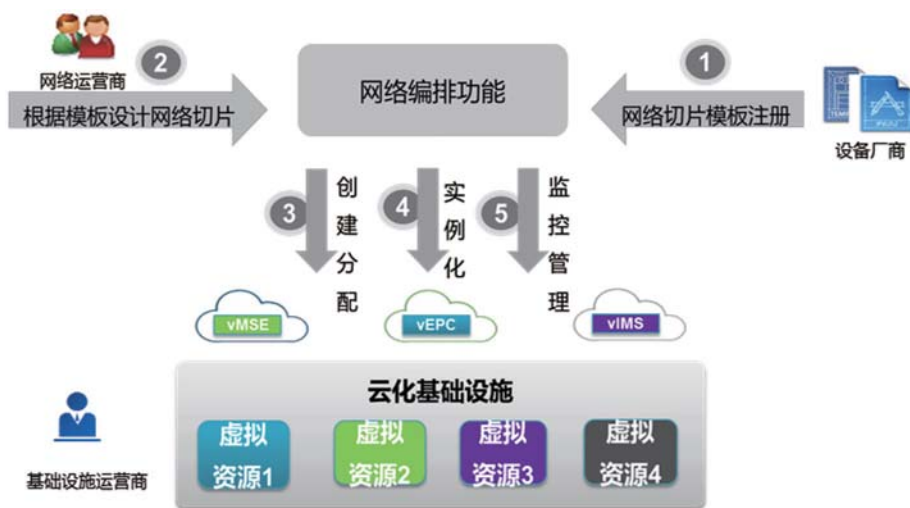 网络运营商
2
根据模板设计网络切片
网络编排功能
1
网络切片模板注册
设备厂商
3
创建分配
4
实例化
5
监控管理
vMSE
vEPC
vIMS
云化基础设施
虚拟
资源1
虚拟
资源2
虚拟
资源3
虚拟
资源4
基础设施运营商